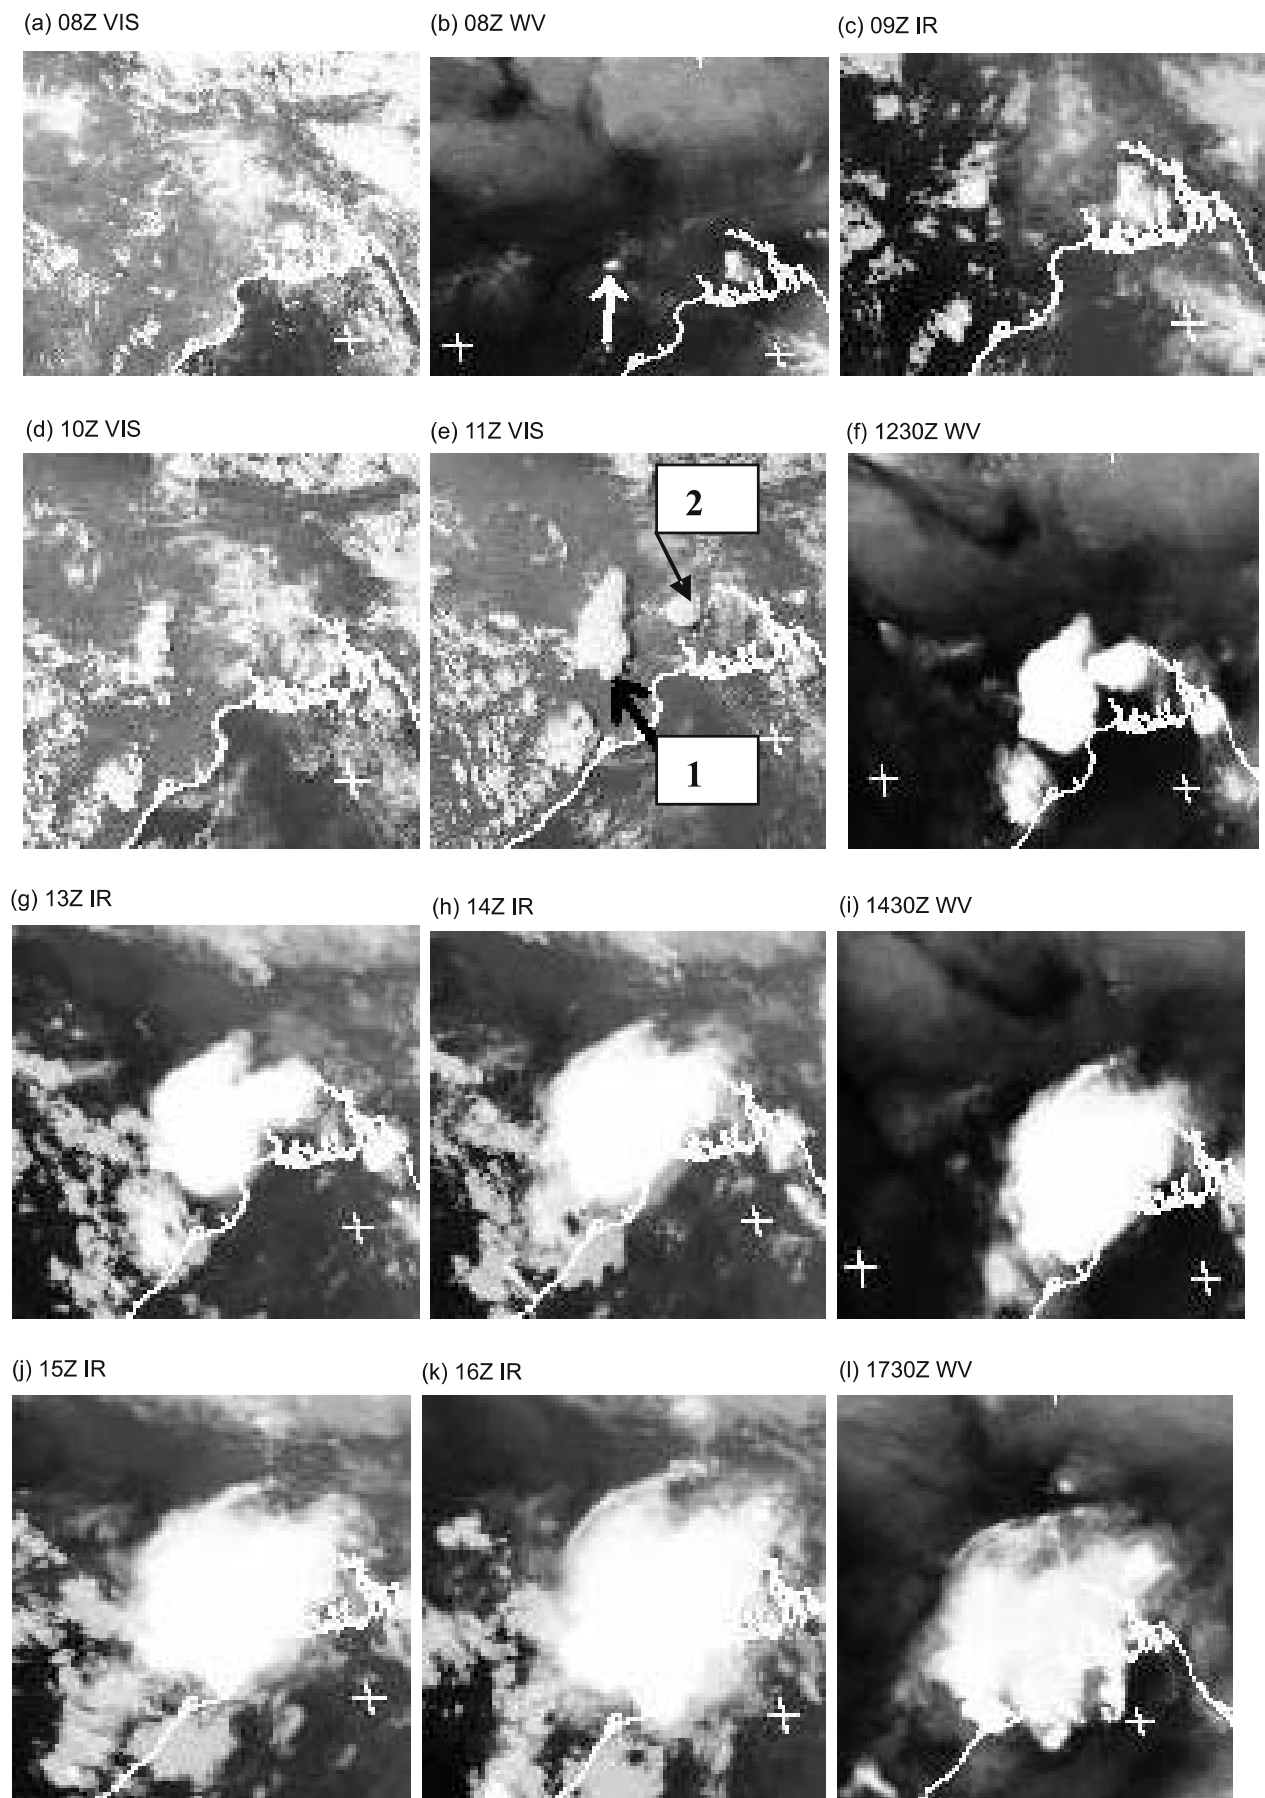 (a) 08Z VIS
(b) 08Z WV
(c) 09Z IR
(d) 10Z VIS
(e) 11Z VIS
(f) 1230Z WV
2
1
(g) 13Z IR
(h) 14Z IR
(i) 1430Z WV
(j) 15Z IR
(k) 16Z IR
(l) 1730Z WV